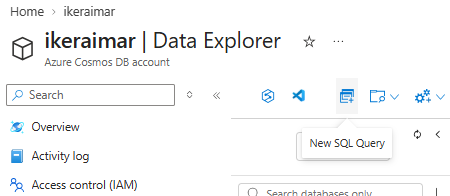 Home > ikeraimar
ikeraimar | Data Explorer
Azure Cosmos DB account
Search
Overview
Activity log
Access control (IAM)
New SQL Query
Search databases only